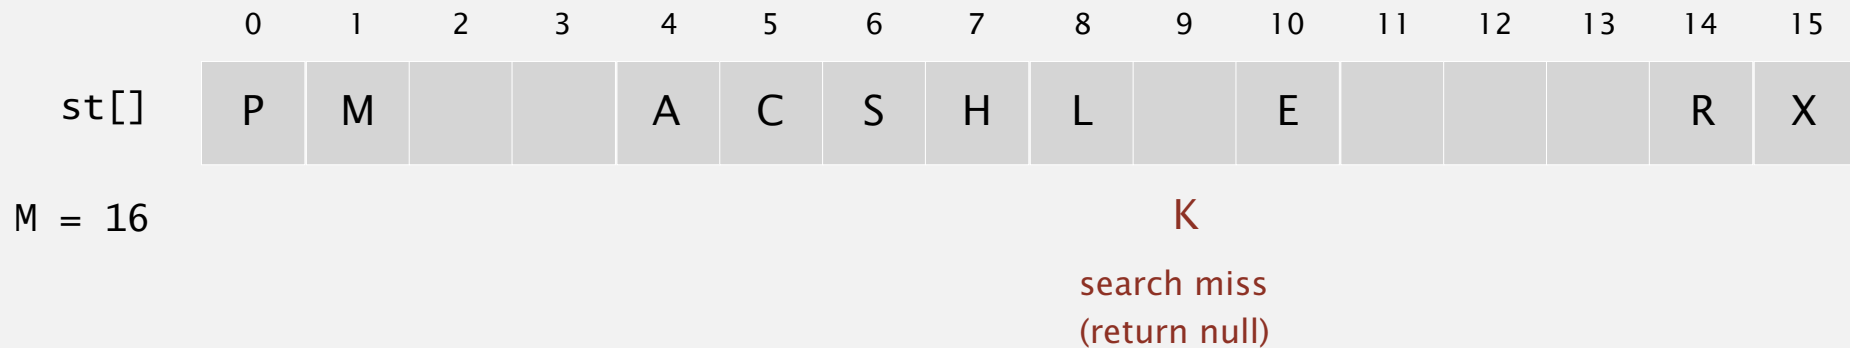 0 1 2 3 4 5 6 7 8 9 10 11 12 13 14 15
st[] P M A C S H L E R X
M = 16
K
search miss
(return null)